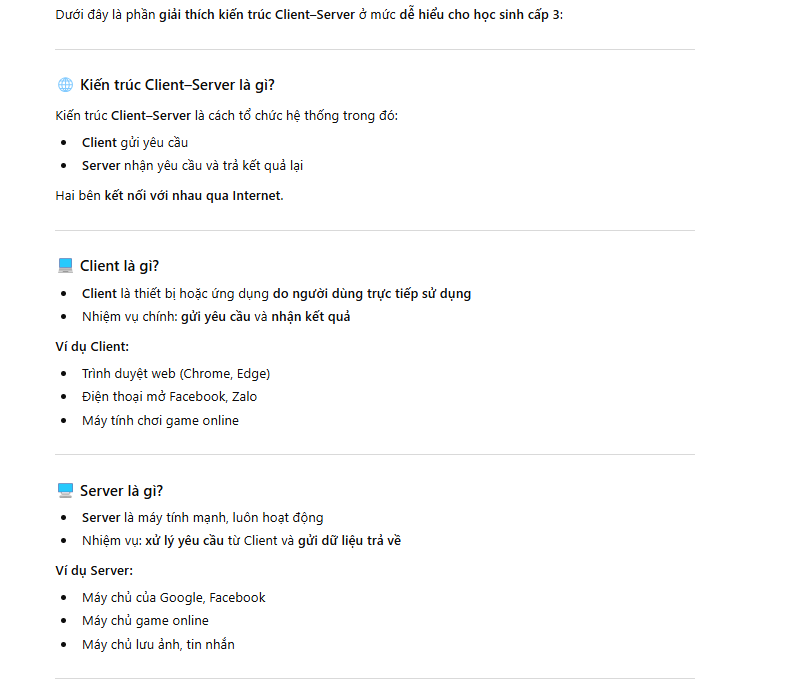 Dưới đây là phần giải thích kiến trúc Client–Server ở mức dễ hiểu cho học sinh cấp 3:
Kiến trúc Client–Server là gì?
Kiến trúc Client–Server là cách tổ chức hệ thống trong đó:
Client gửi yêu cầu
Server nhận yêu cầu và trả kết quả lại
Hai bên kết nối với nhau qua Internet.
Client là gì?
Client là thiết bị hoặc ứng dụng do người dùng trực tiếp sử dụng
Nhiệm vụ chính: gửi yêu cầu và nhận kết quả
Ví dụ Client:
Trình duyệt web (Chrome, Edge)
Điện thoại mở Facebook, Zalo
Máy tính chơi game online
Server là gì?
Server là máy tính mạnh, luôn hoạt động
Nhiệm vụ: xử lý yêu cầu từ Client và gửi dữ liệu trả về
Ví dụ Server:
Máy chủ của Google, Facebook
Máy chủ game online
Máy chủ lưu ảnh, tin nhắn